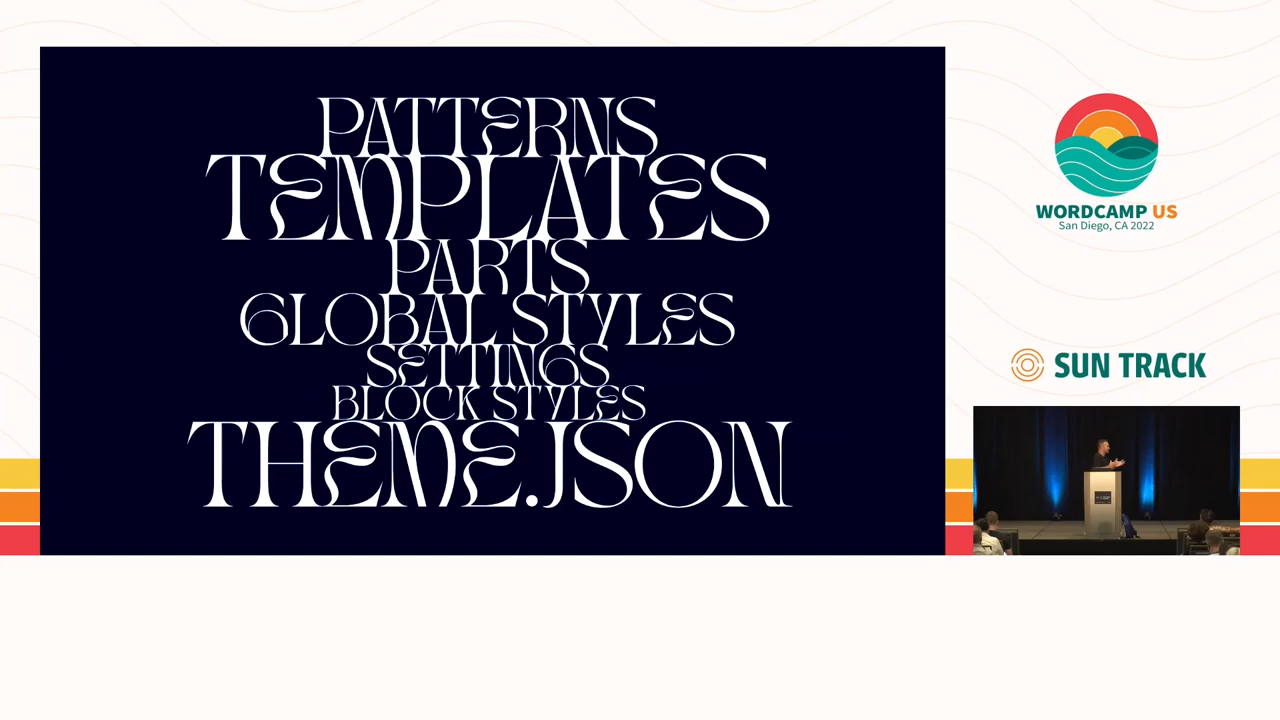 PATTERNS
TEMPLATES
PARTS
GLOBAL STYLES
SETTINGS
BLOCK STYLES
THEME.JSON
WORDCAMP US
San Diego, CA 2022
SUN TRACK